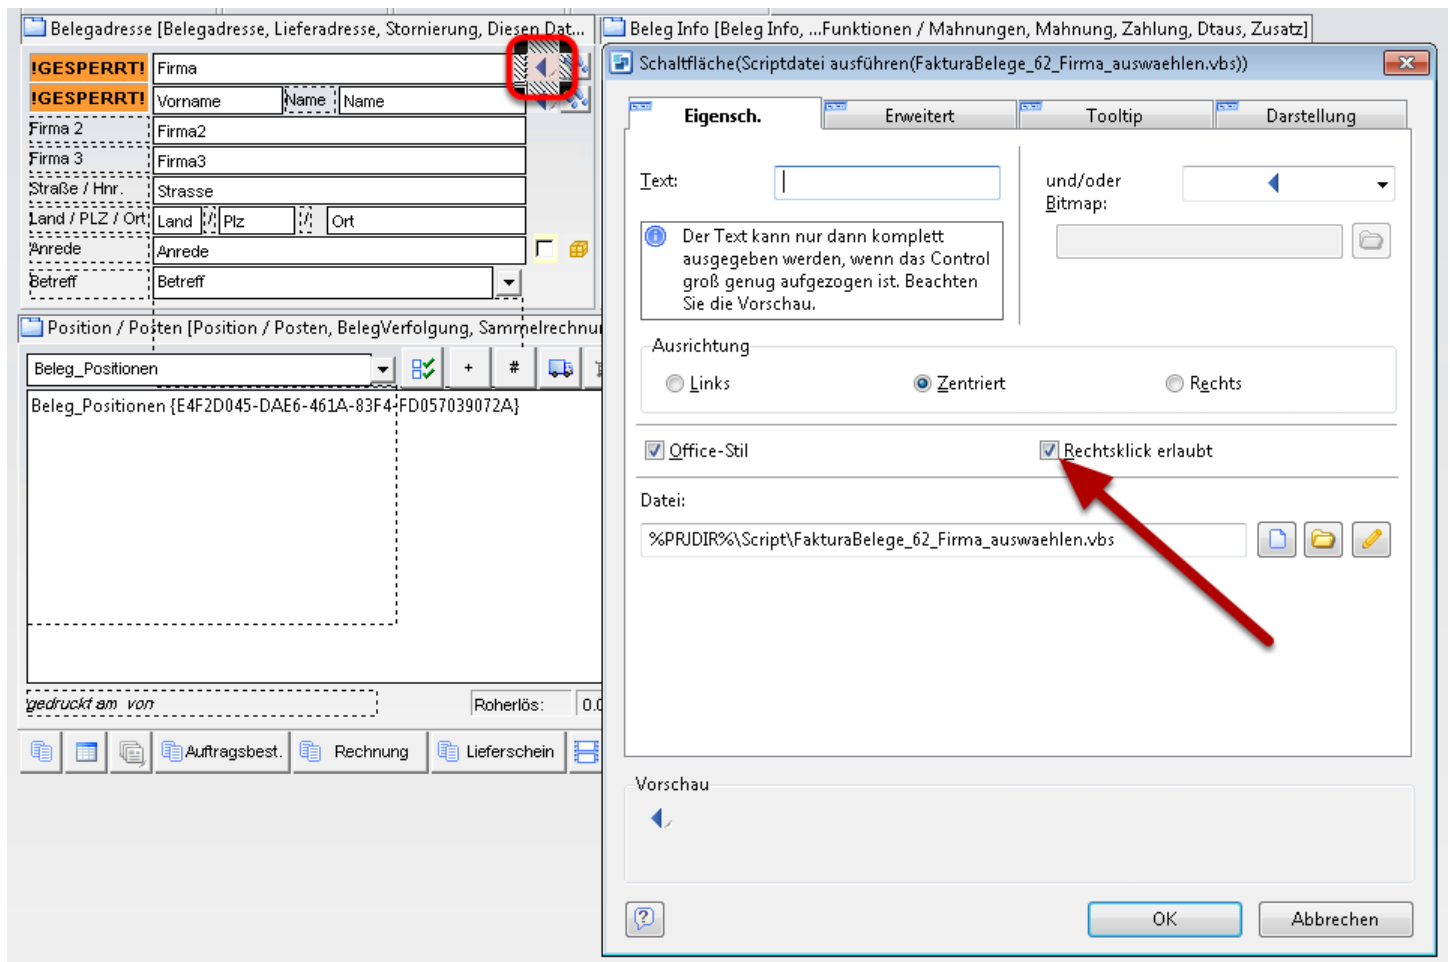 Belegadresse [Belegadresse, Lieferadresse, Stornierung, Diesen Dat...
!GESPERRT! Firma
!GESPERRT! Vorname Name Name
Firma 2 Firma2
Firma 3 Firma3
Straße / Hnr. Strasse
Land / PLZ / Ort Land / Plz / Ort
Anrede Anrede
Betreff Betreff
Position / Posten [Position / Posten, BelegVerfolgung, Sammelrechnu
Beleg_Positionen + #
Beleg_Positionen {E4F2D045-DAE6-461A-83F4-FD057039072A}
gedruckt am von Roherlös: 0.0
Auftragsbest. Rechnung Lieferschein
Beleg Info [Beleg Info, ...Funktionen / Mahnungen, Mahnung, Zahlung, Dtaus, Zusatz]
Schaltfläche(Scriptdatei ausführen(FakturaBelege_62_Firma_auswaehlen.vbs))
Eigensch. Erweitert Tooltip Darstellung
Text:
und/oder
Bitmap:
Der Text kann nur dann komplett
ausgegeben werden, wenn das Control
groß genug aufgezogen ist. Beachten
Sie die Vorschau.
Ausrichtung
Links Zentriert Rechts
Office-Stil Rechtsklick erlaubt
Datei:
%PRJDIR%\Script\FakturaBelege_62_Firma_auswaehlen.vbs
Vorschau
? OK Abbrechen